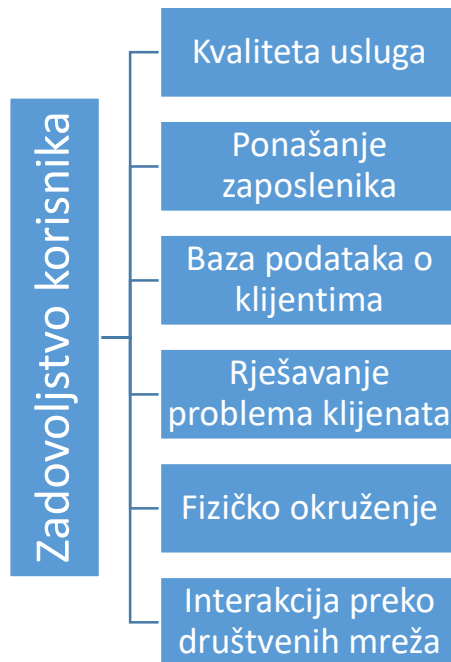 Zadovoljstvo korisnika
Kvaliteta usluga
Ponašanje
zaposlenika
Baza podataka o
klijentima
Rješavanje
problema klijenata
Fizičko okruženje
Interakcija preko
društvenih mreža